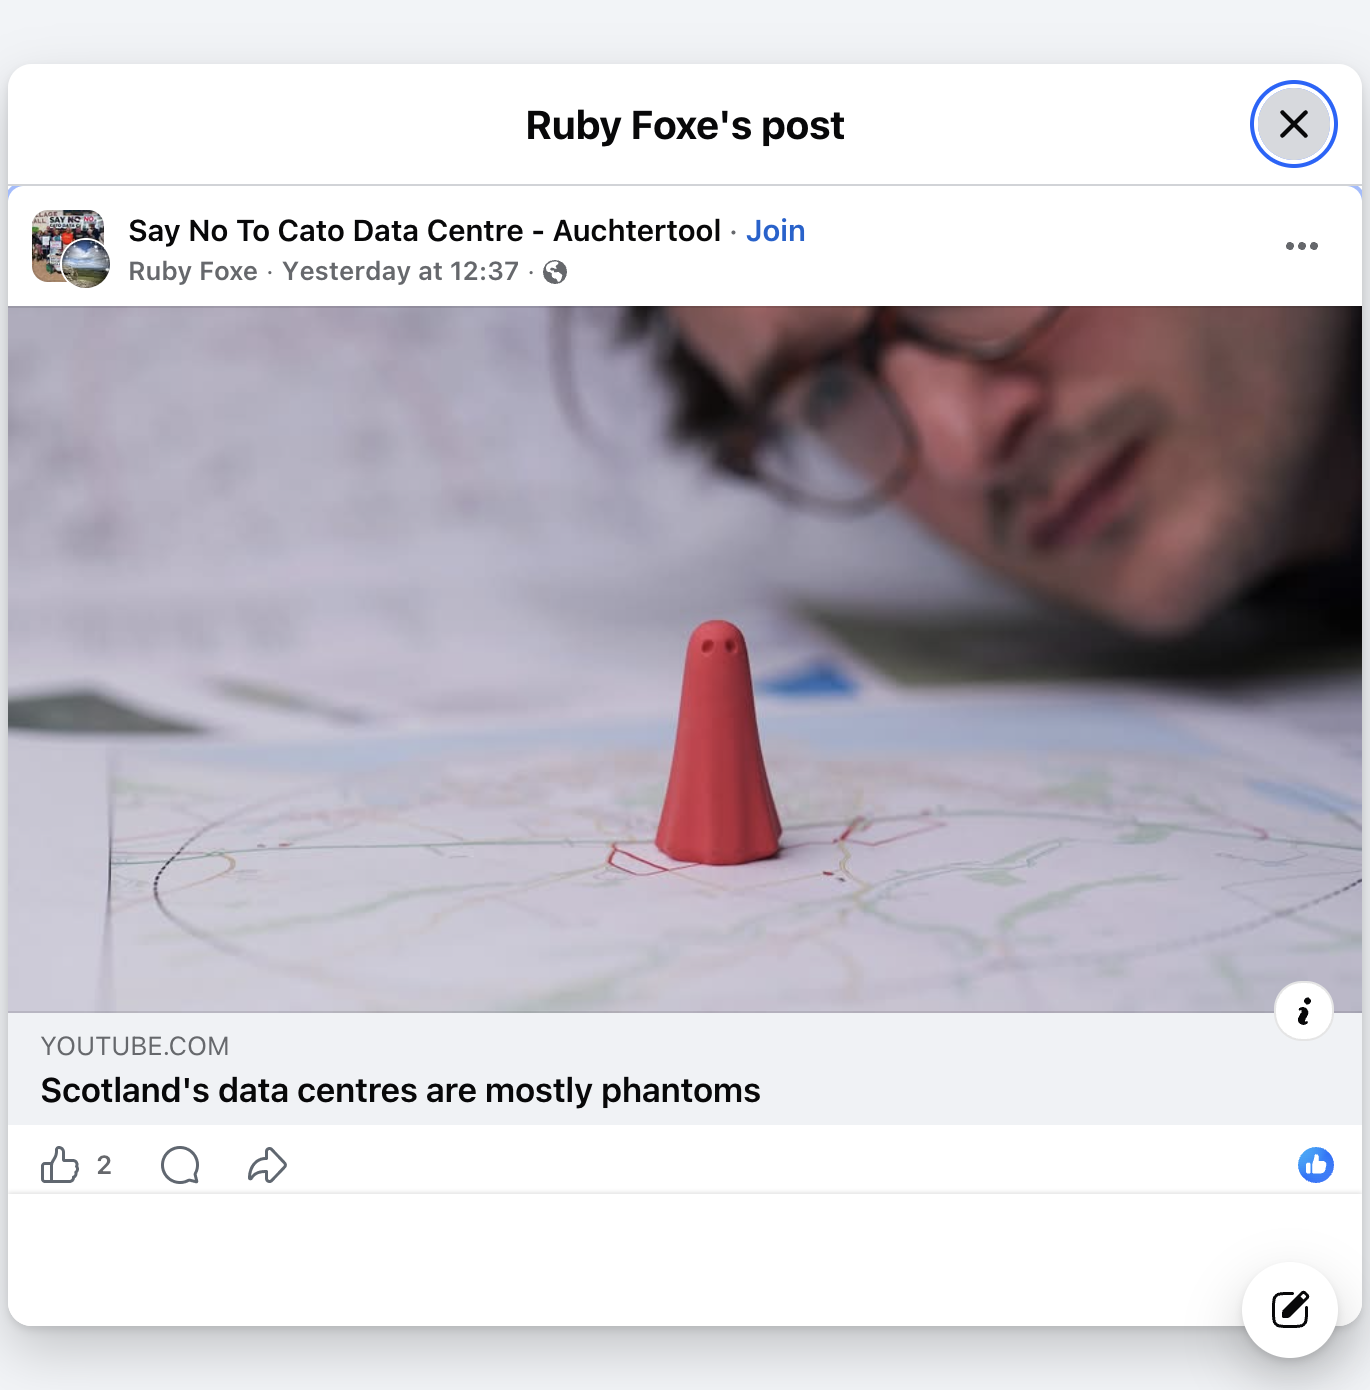 Ruby Foxe's post
Say No To Cato Data Centre - Auchtertool · Join
Ruby Foxe · Yesterday at 12:37 ·
YOUTUBE.COM
Scotland's data centres are mostly phantoms
2